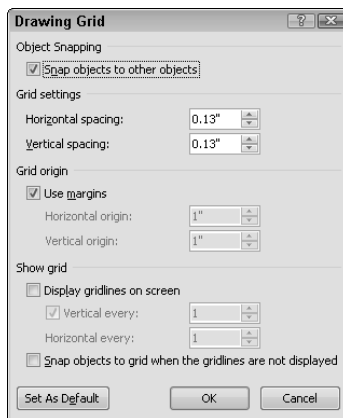 Drawing Grid
Object Snapping
Snap objects to other objects
Grid settings
Horizontal spacing: 0.13"
Vertical spacing: 0.13"
Grid origin
Use margins
Horizontal origin: 1"
Vertical origin: 1"
Show grid
Display gridlines on screen
Vertical every: 1
Horizontal every: 1
Snap objects to grid when the gridlines are not displayed
Set As Default OK Cancel